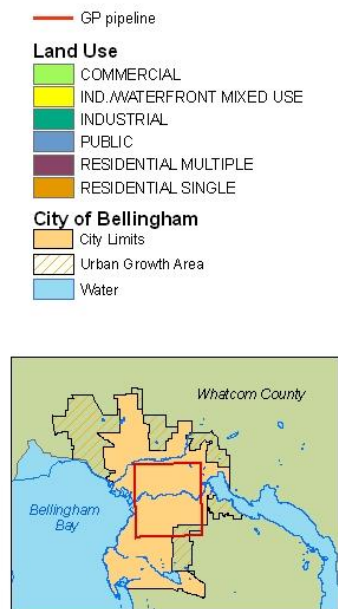 GP pipeline
Land Use
COMMERCIAL
IND./WATERFRONT MIXED USE
INDUSTRIAL
PUBLIC
RESIDENTIAL MULTIPLE
RESIDENTIAL SINGLE
City of Bellingham
City Limits
Urban Growth Area
Water
Whatcom County
Bellingham
Bay